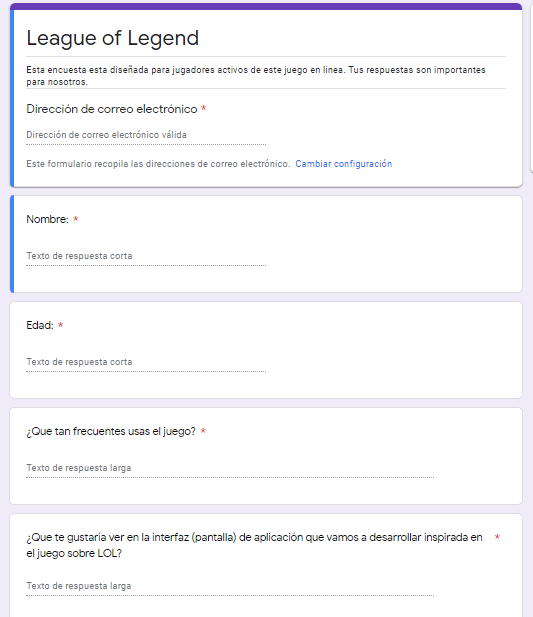 League of Legend
Esta encuesta esta diseñada para jugadores activos de este juego en linea. Tus respuestas son importantes
para nosotros.
Dirección de correo electrónico *
Dirección de correo electrónico válida
Este formulario recopila las direcciones de correo electrónico. Cambiar configuración
Nombre: *
Texto de respuesta corta
Edad: *
Texto de respuesta corta
¿Que tan frecuentes usas el juego? *
Texto de respuesta larga
¿Que te gustaria ver en la interfaz (pantalla) de aplicación que vamos a desarrollar inspirada en *
el juego sobre LOL?
Texto de respuesta larga